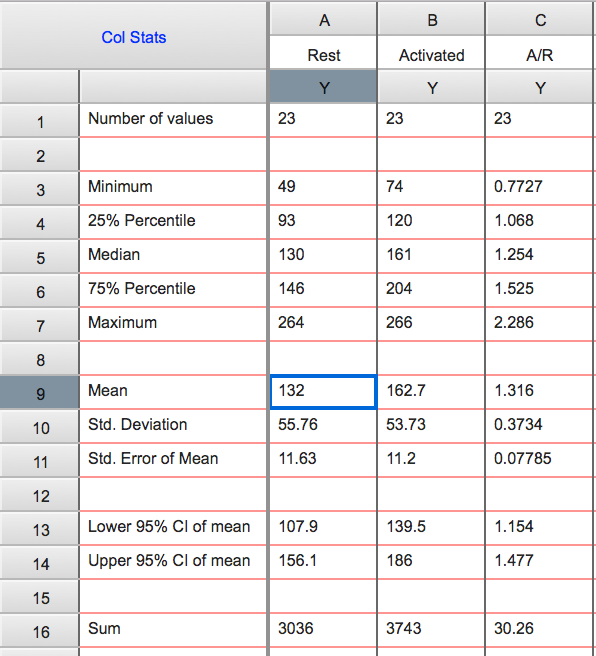 Col Stats A B C
Rest Activated A/R
Y Y Y
1 Number of values 23 23 23
2
3 Minimum 49 74 0.7727
4 25% Percentile 93 120 1.068
5 Median 130 161 1.254
6 75% Percentile 146 204 1.525
7 Maximum 264 266 2.286
8
9 Mean 132 162.7 1.316
10 Std. Deviation 55.76 53.73 0.3734
11 Std. Error of Mean 11.63 11.2 0.07785
12
13 Lower 95% CI of mean 107.9 139.5 1.154
14 Upper 95% CI of mean 156.1 186 1.477
15
16 Sum 3036 3743 30.26